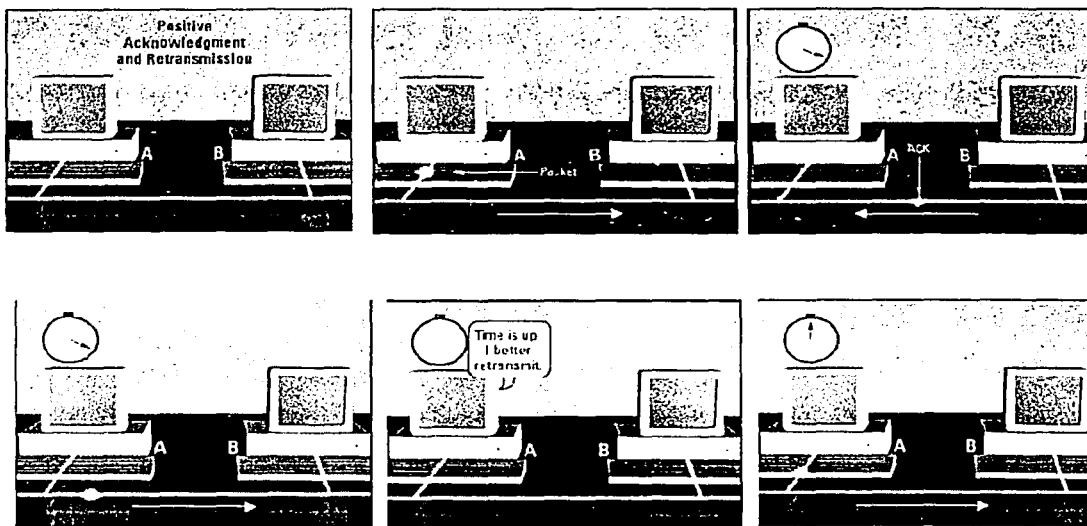 Positive
Acknowledgment
and Retransmission
A B
A B
Packet
A B
ACK
A B
Time is up
I better
retransmit.
A B
A B